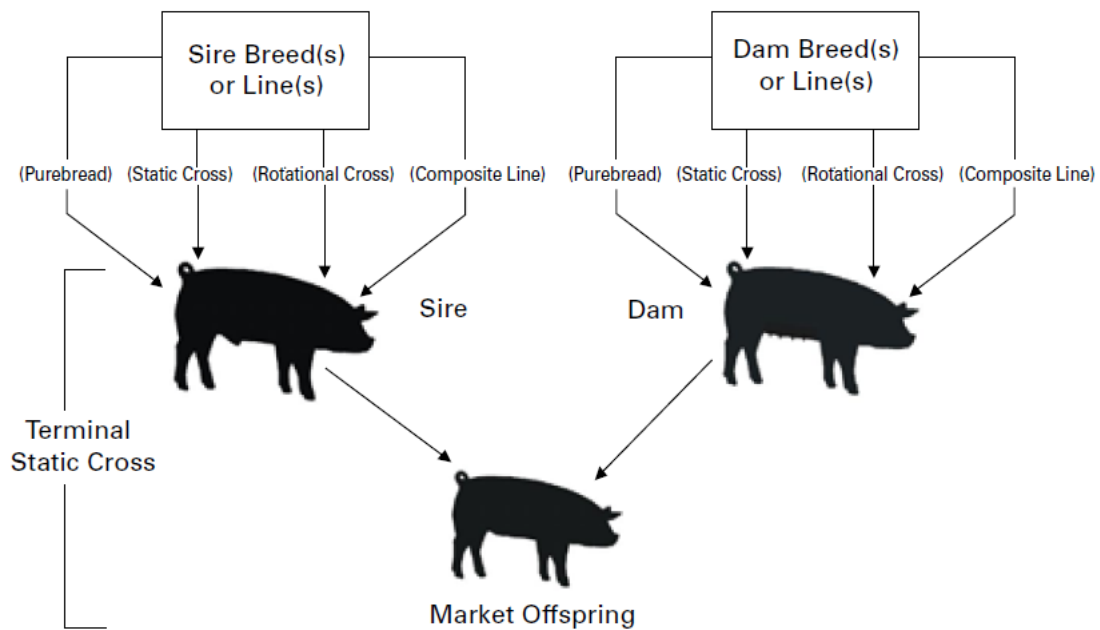 Sire Breed(s)
or Line(s)
Dam Breed(s)
or Line(s)
(Purebread) (Static Cross) (Rotational Cross) (Composite Line)
(Purebread) (Static Cross) (Rotational Cross) (Composite Line)
Sire
Dam
Terminal
Static Cross
Market Offspring